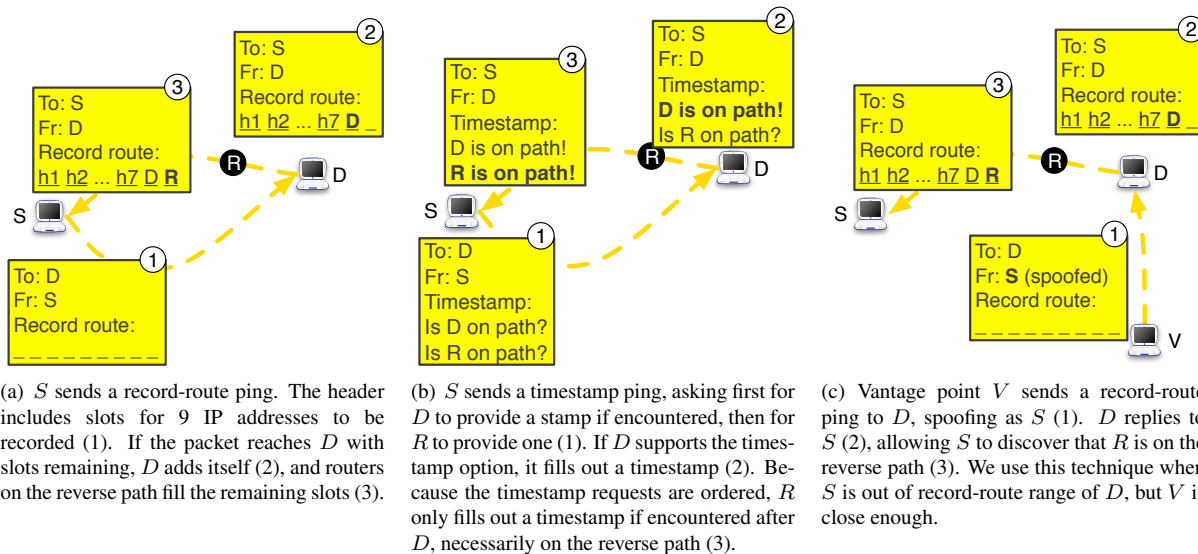 2
To: S
Fr: D
Record route:
h1 h2 ... h7 D _
3
To: S
Fr: D
Record route:
h1 h2 ... h7 D R
R
D
S
1
To: D
Fr: S
Record route:
_ _ _ _ _ _ _ _ _
(a) S sends a record-route ping. The header
includes slots for 9 IP addresses to be
recorded (1). If the packet reaches D with
slots remaining, D adds itself (2), and routers
on the reverse path fill the remaining slots (3).
2
To: S
Fr: D
Timestamp:
D is on path!
Is R on path?
3
To: S
Fr: D
Timestamp:
D is on path!
R is on path!
R
D
S
1
To: D
Fr: S
Timestamp:
Is D on path?
Is R on path?
(b) S sends a timestamp ping, asking first for
D to provide a stamp if encountered, then for
R to provide one (1). If D supports the times-
tamp option, it fills out a timestamp (2). Be-
cause the timestamp requests are ordered, R
only fills out a timestamp if encountered after
D, necessarily on the reverse path (3).
2
To: S
Fr: D
Record route:
h1 h2 ... h7 D _
3
To: S
Fr: D
Record route:
h1 h2 ... h7 D R
R
D
S
1
To: D
Fr: S (spoofed)
Record route:
_ _ _ _ _ _ _ _ _
V
(c) Vantage point V sends a record-route
ping to D, spoofing as S (1). D replies to
S (2), allowing S to discover that R is on the
reverse path (3). We use this technique when
S is out of record-route range of D, but V is
close enough.